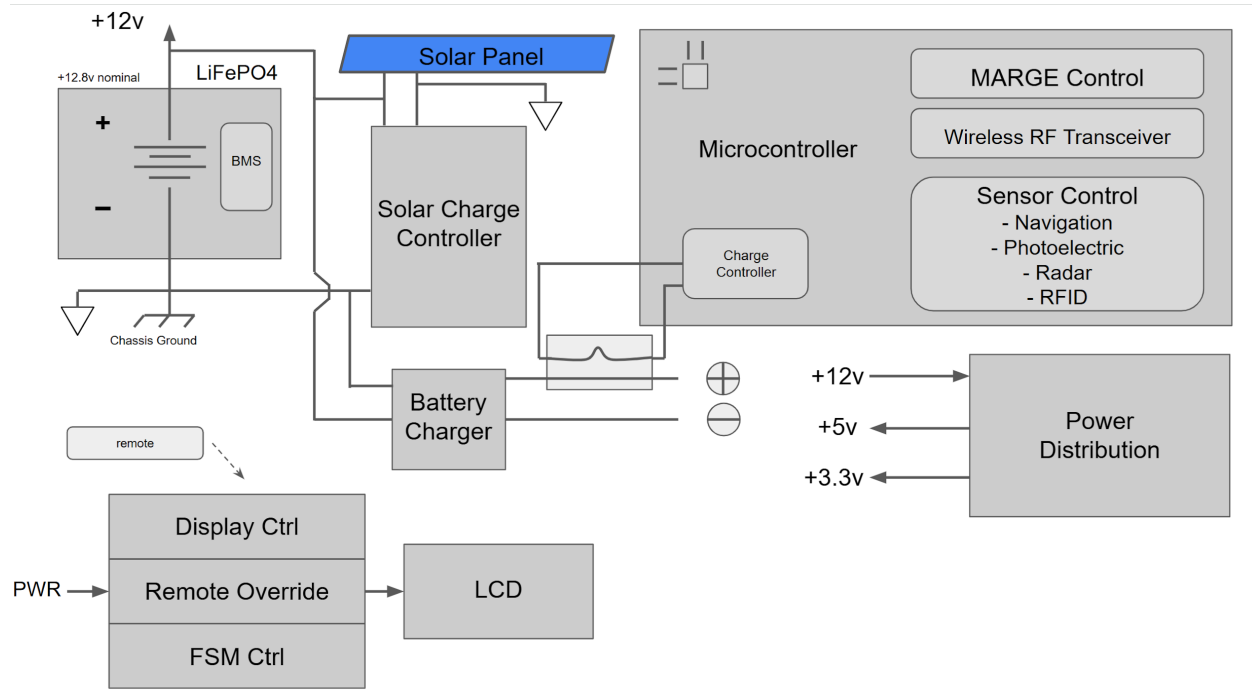 +12v
+12.8v nominal
LiFePO4
+
BMS
−
Chassis Ground
Solar Panel
Solar Charge
Controller
Battery
Charger
Microcontroller
MARGE Control
Wireless RF Transceiver
Sensor Control
- Navigation
- Photoelectric
- Radar
- RFID
Charge
Controller
+12v
+5v
+3.3v
Power
Distribution
remote
Display Ctrl
PWR
Remote Override
FSM Ctrl
LCD